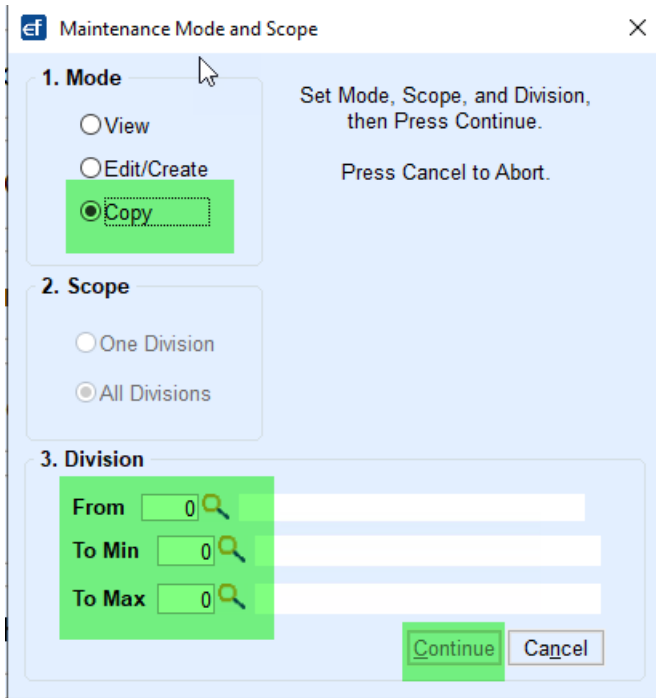 ef Maintenance Mode and Scope
1. Mode
View
Edit/Create
Copy
Set Mode, Scope, and Division,
then Press Continue.
Press Cancel to Abort.
2. Scope
One Division
All Divisions
3. Division
From 0
To Min 0
To Max 0
Continue Cancel